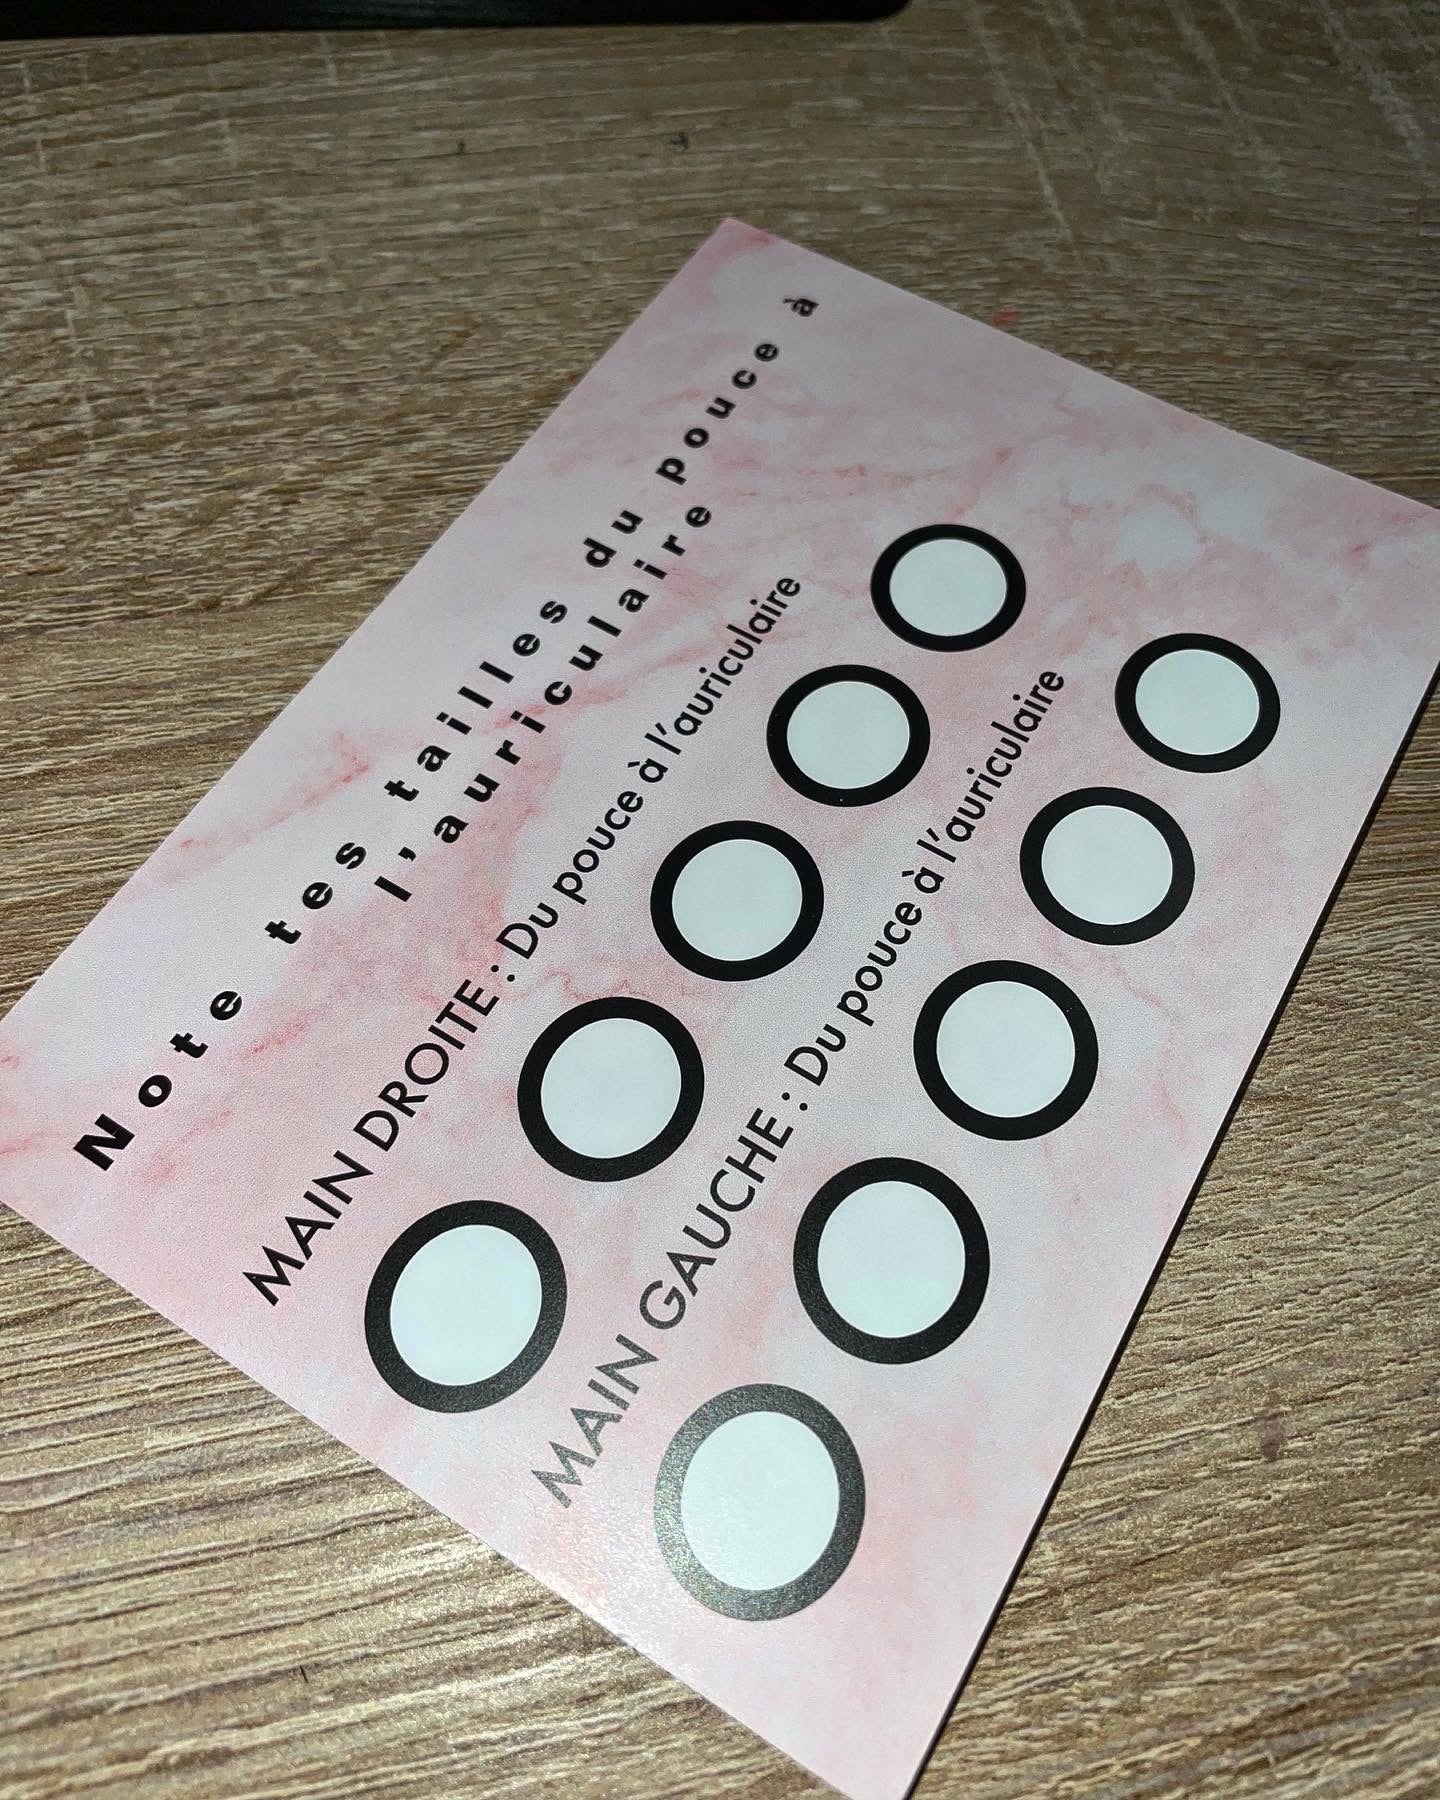 Note tes tailles du pouce à
l'auriculaire
MAIN DROITE : Du pouce à l'auriculaire
MAIN GAUCHE : Du pouce à l'auriculaire